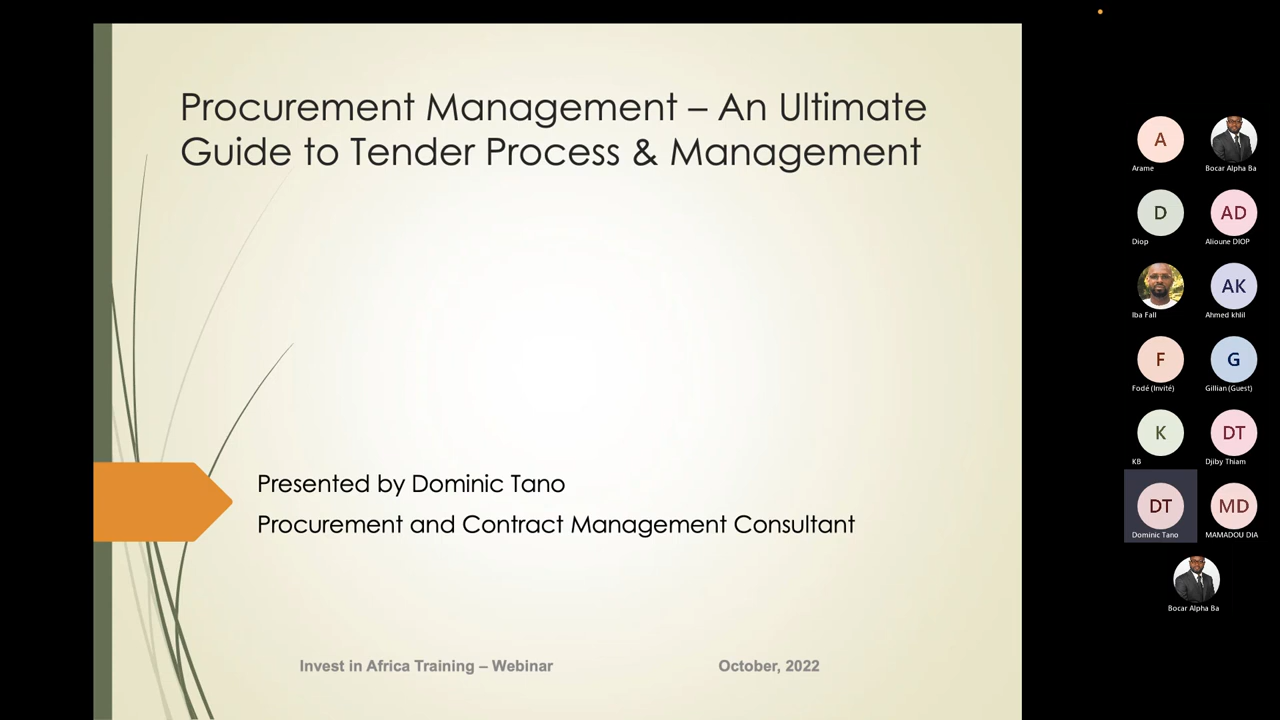 Procurement Management – An Ultimate
Guide to Tender Process & Management
Presented by Dominic Tano
Procurement and Contract Management Consultant
Invest in Africa Training – Webinar
October, 2022
A
Arame
Bocar Alpha Ba
D
Diop
AD
Alioune DIOP
Iba Fall
AK
Ahmed khlil
F
Fodé (Invité)
G
Gillian (Guest)
K
KB
DT
Djiby Thiam
DT
Dominic Tano
MD
MAMADOU DIA
Bocar Alpha Ba